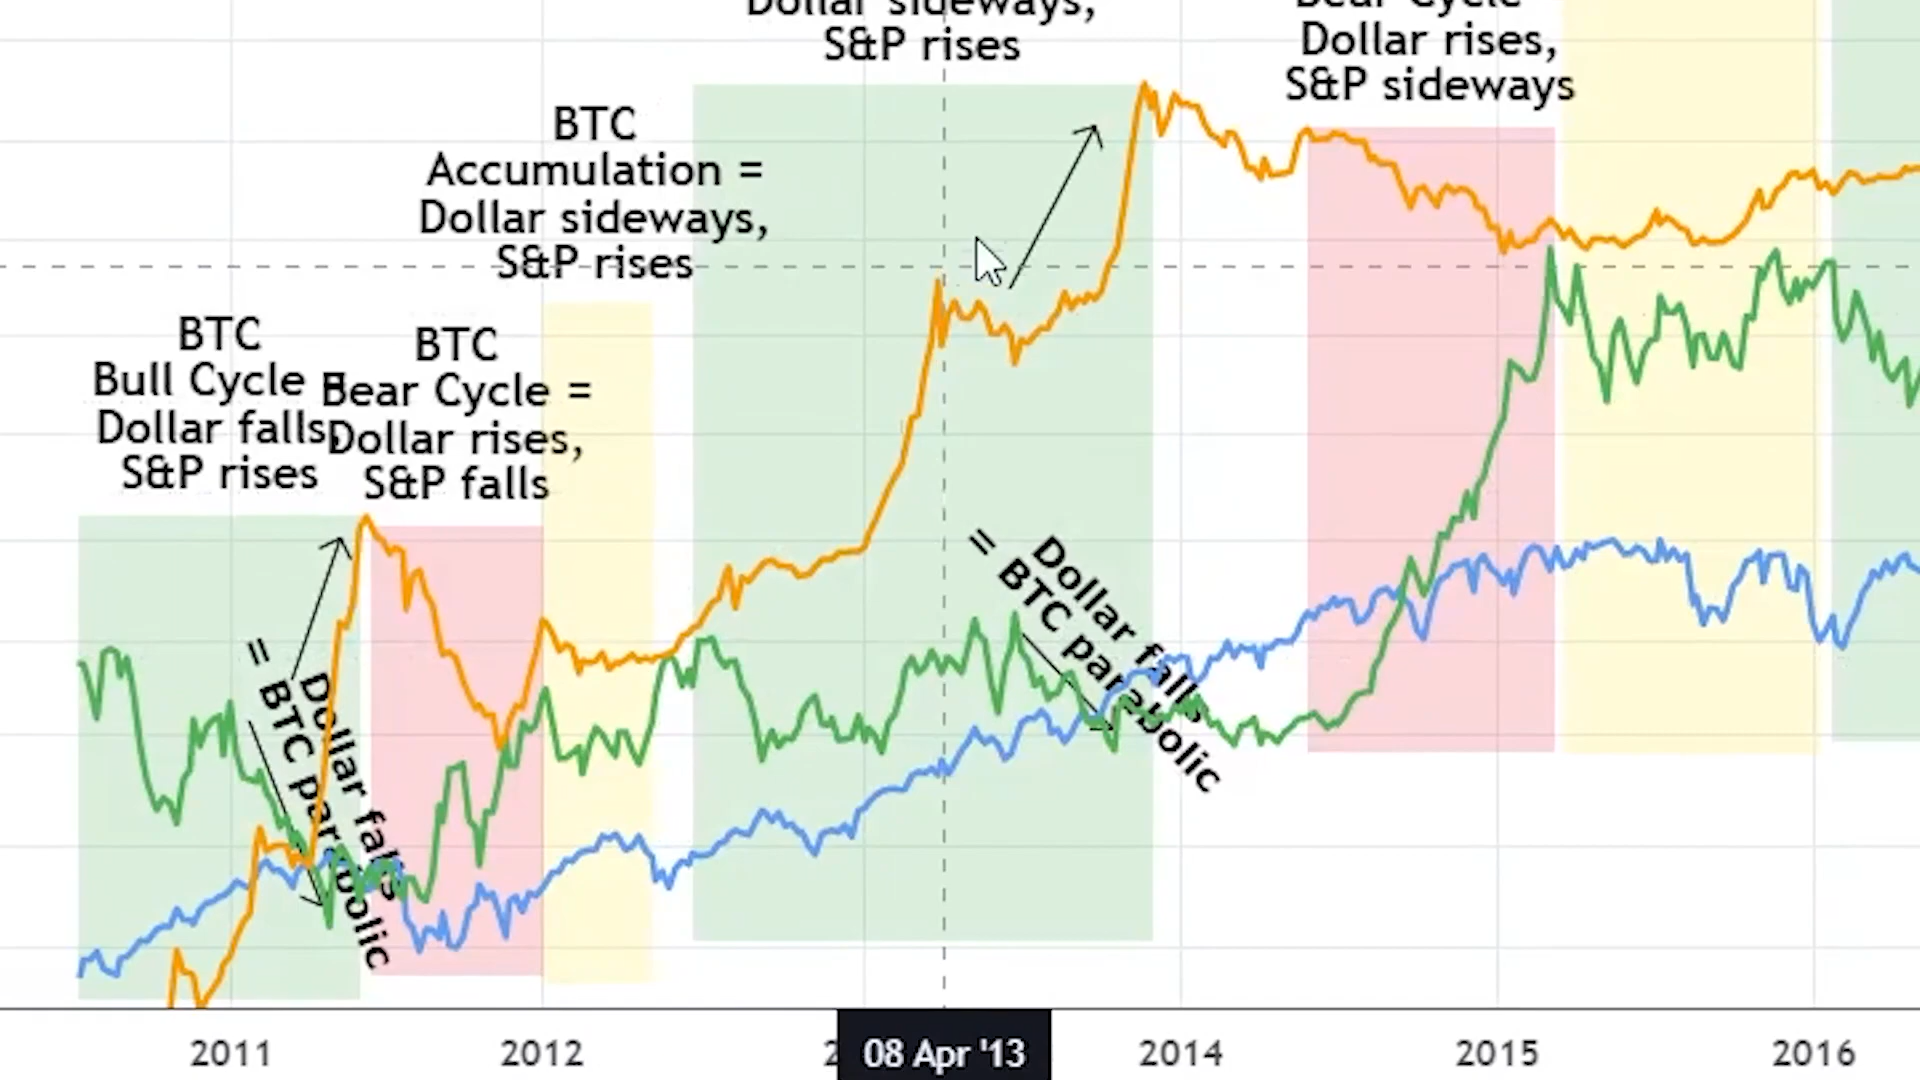 Dollar sideways,
S&P rises
Bear Cycle
Dollar rises,
S&P sideways
BTC
Accumulation =
Dollar sideways,
S&P rises
BTC
Bull Cycle =
Dollar falls,
S&P rises
BTC
Bear Cycle =
Dollar rises,
S&P falls
Dollar falls
= BTC parabolic
Dollar falls
= BTC parabolic
2011
2012
08 Apr '13
2014
2015
2016